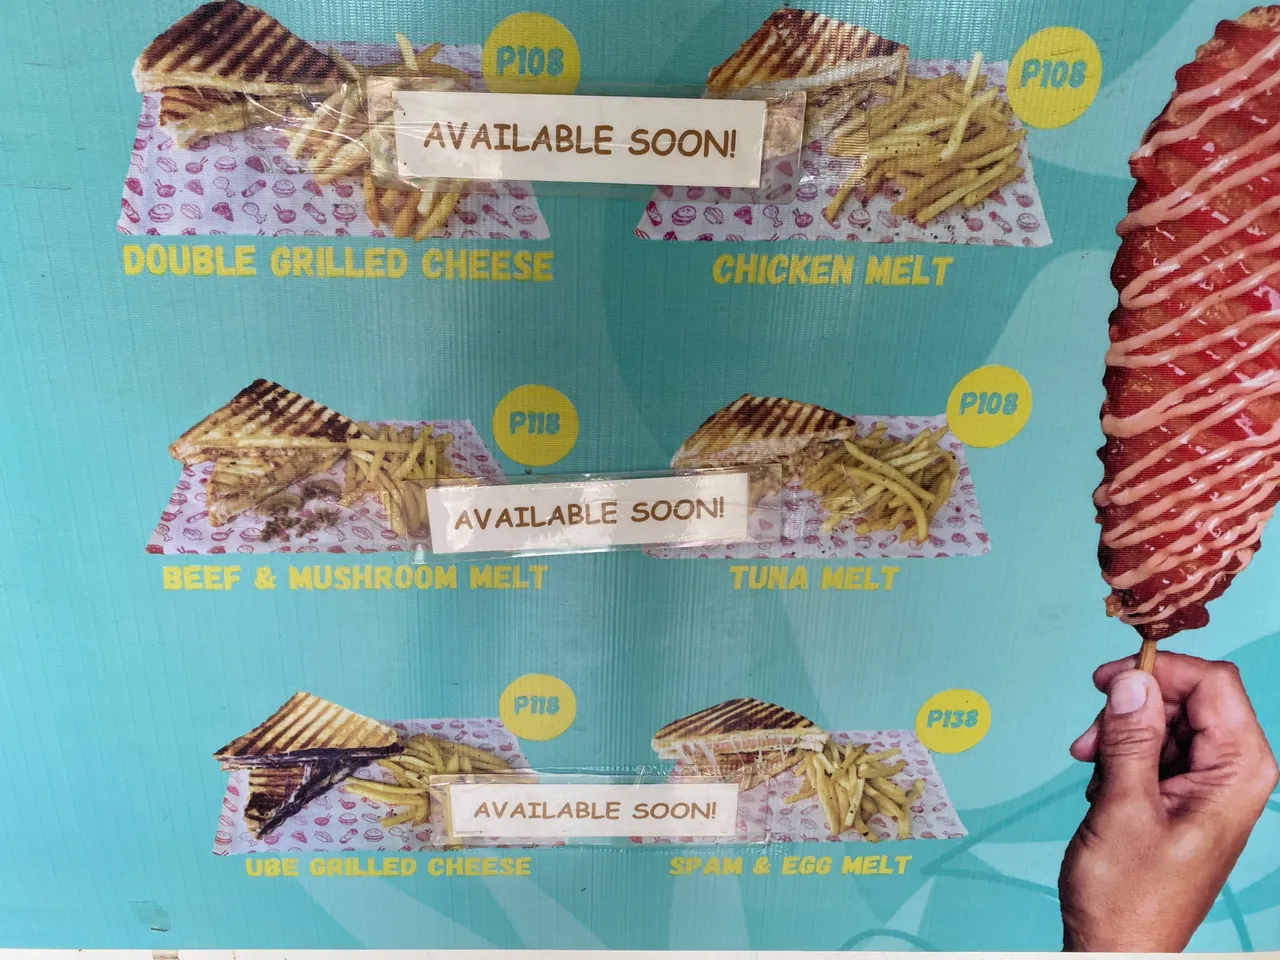 P108
P108
AVAILABLE SOON!
DOUBLE GRILLED CHEESE
CHICKEN MELT
P118
P108
AVAILABLE SOON!
BEEF & MUSHROOM MELT
TUNA MELT
P118
P138
AVAILABLE SOON!
UBE GRILLED CHEESE
SPAM & EGG MELT